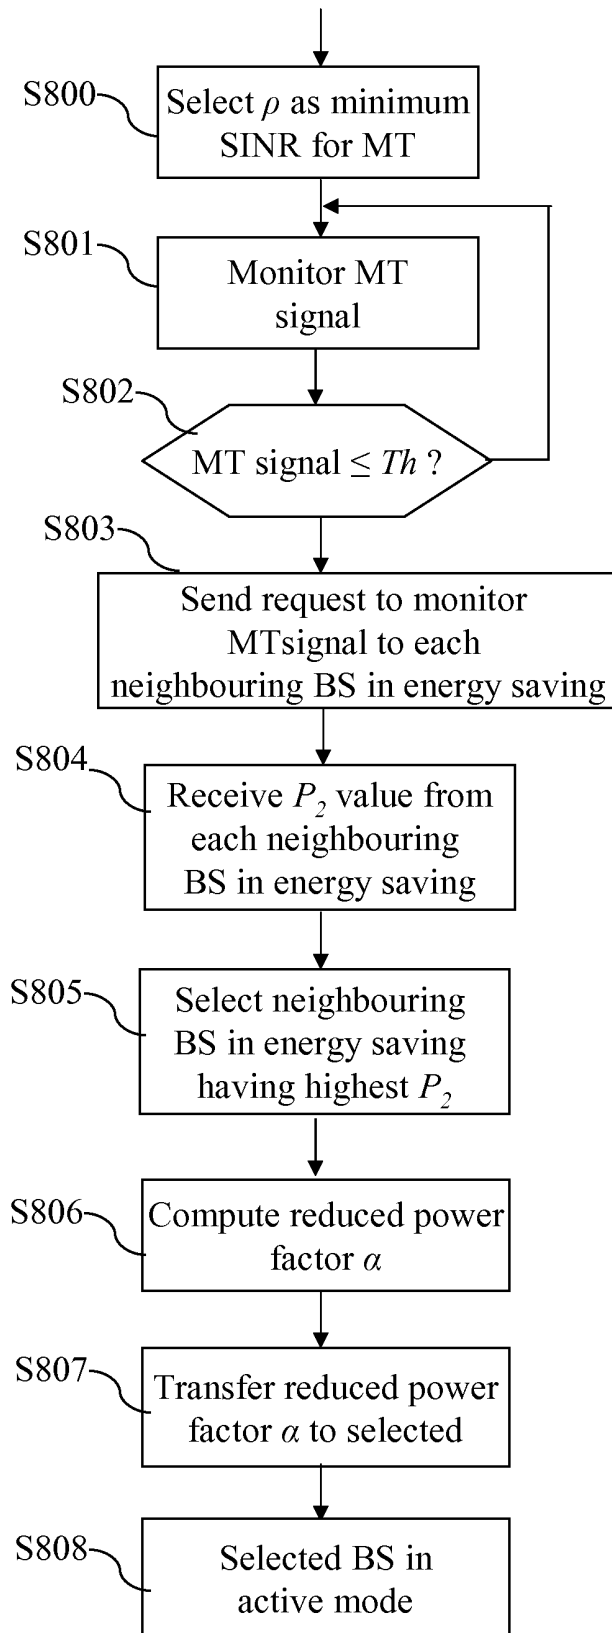 S800
Select ρ as minimum
SINR for MT
S801
Monitor MT
signal
S802
MT signal ≤ Th ?
S803
Send request to monitor
MTsignal to each
neighbouring BS in energy saving
S804
Receive P₂ value from
each neighbouring
BS in energy saving
S805
Select neighbouring
BS in energy saving
having highest P₂
S806
Compute reduced power
factor α
S807
Transfer reduced power
factor α to selected
S808
Selected BS in
active mode